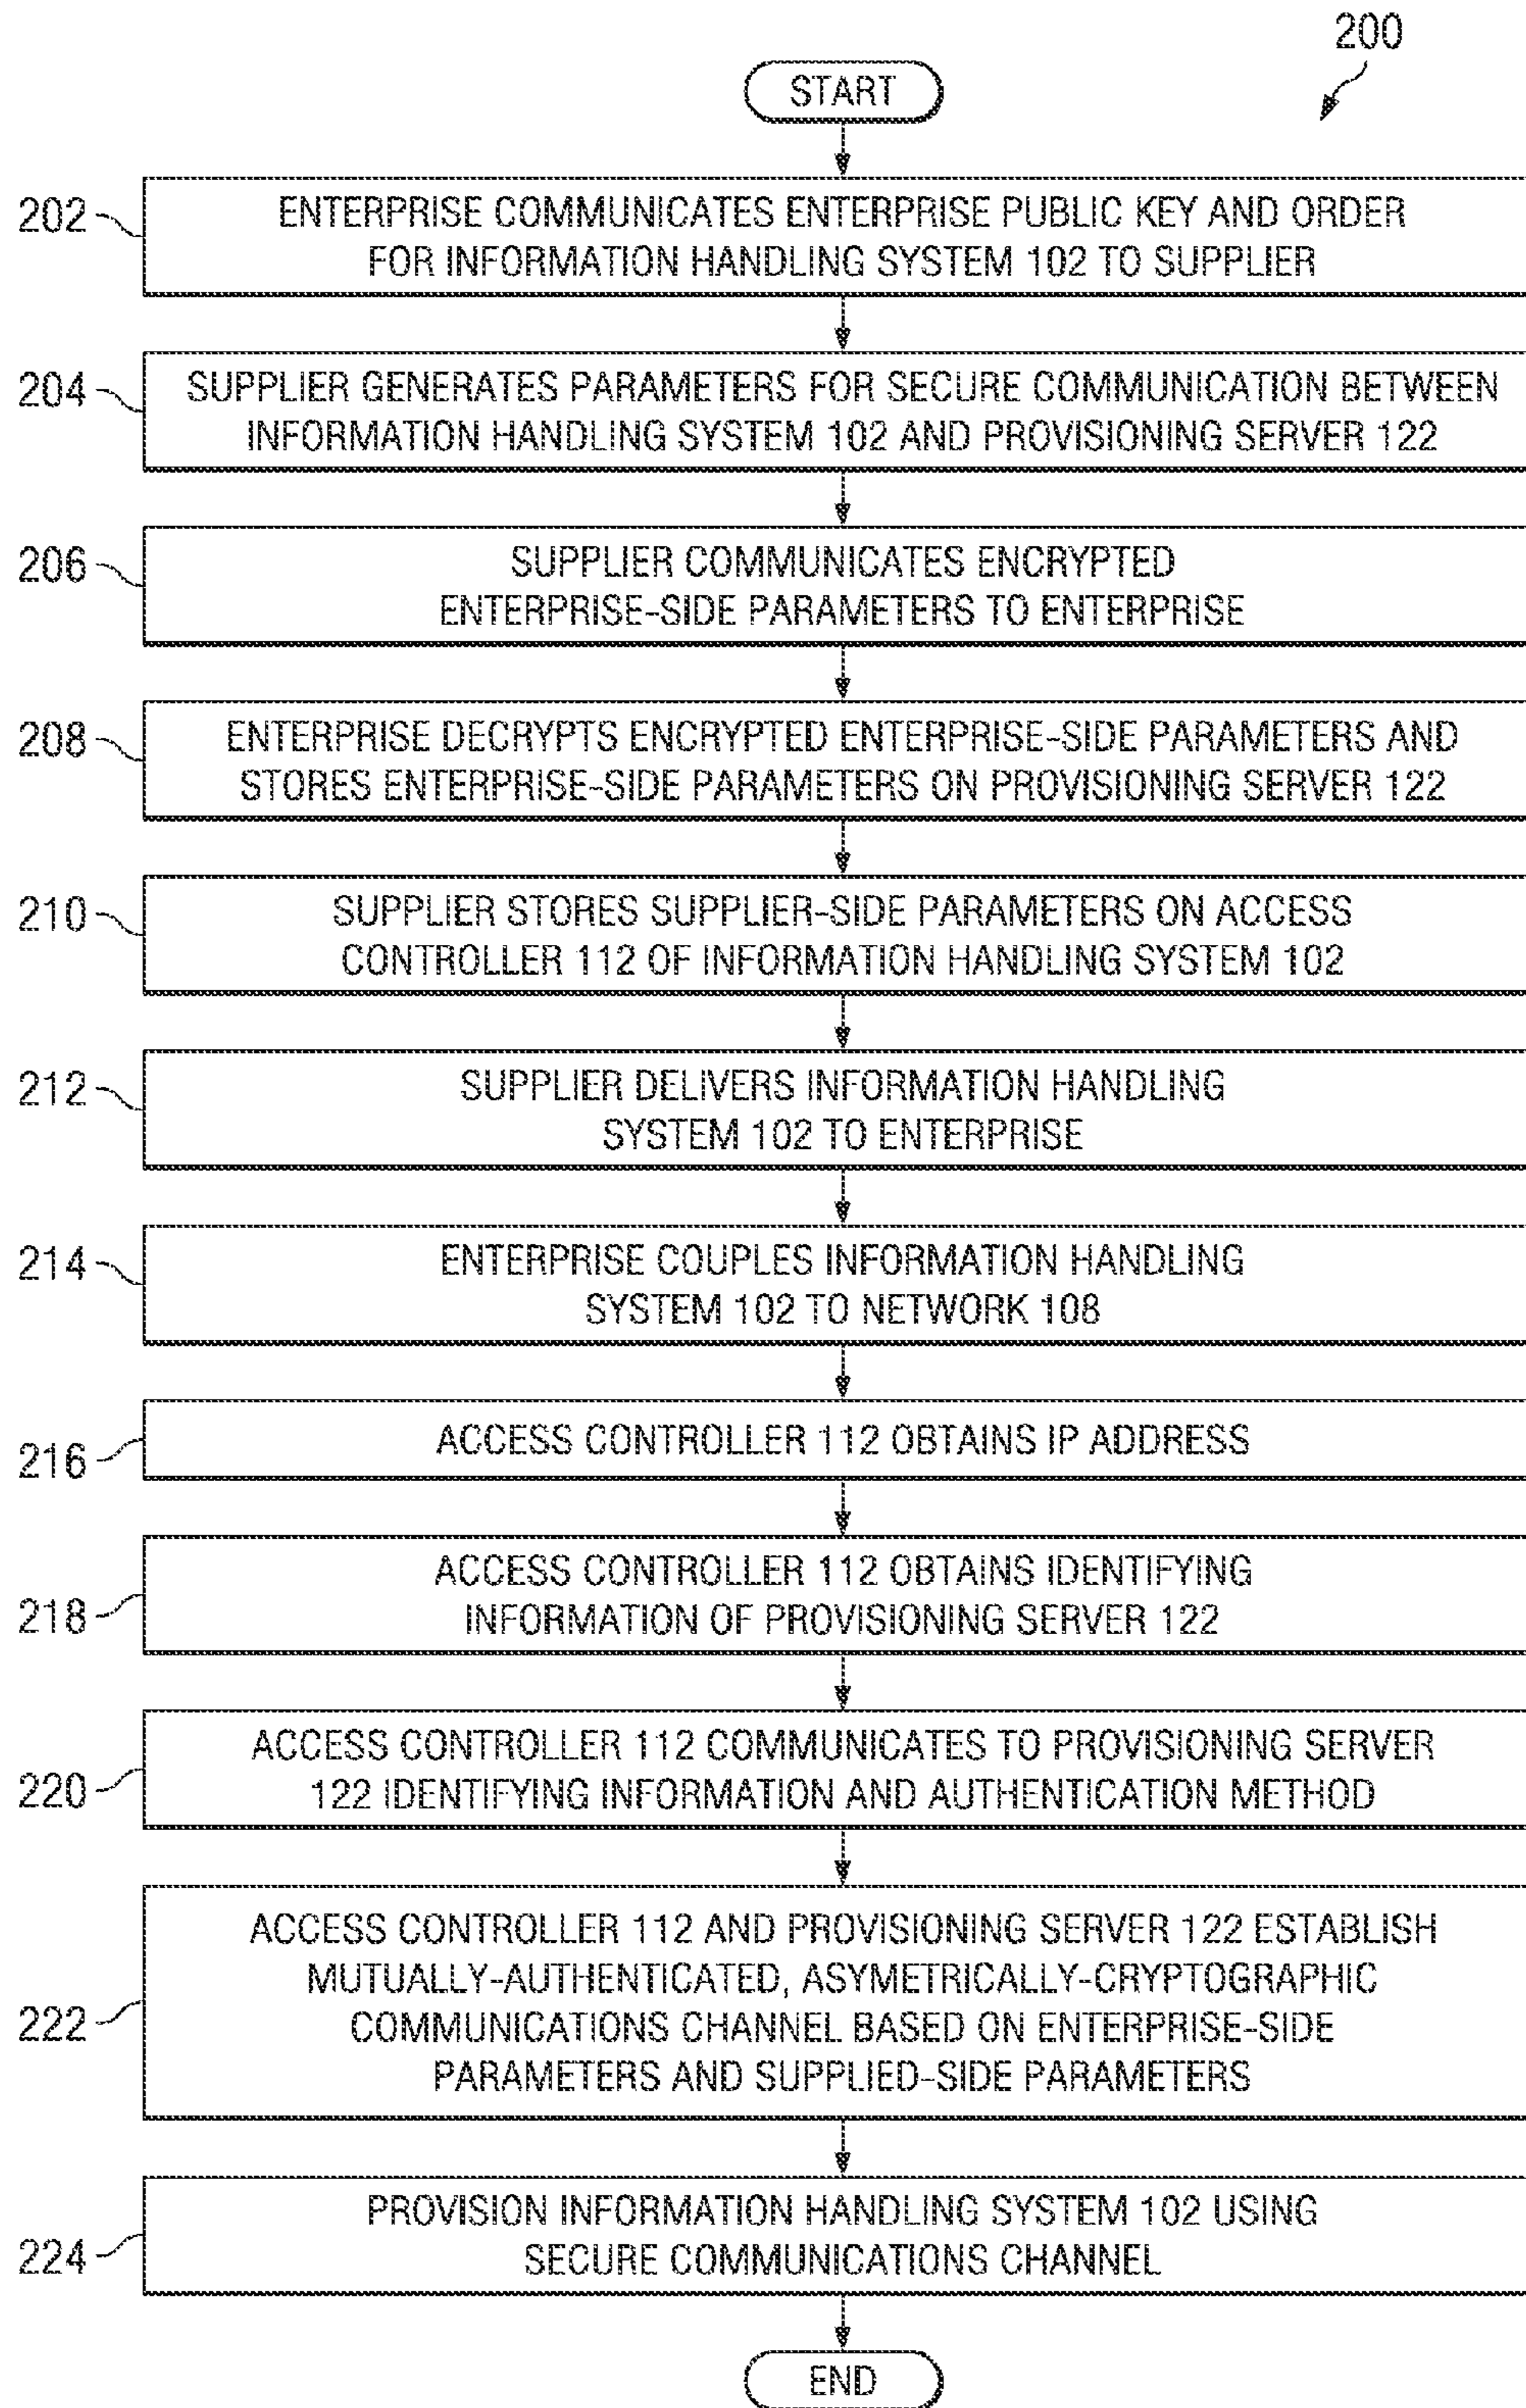 200
START
202
ENTERPRISE COMMUNICATES ENTERPRISE PUBLIC KEY AND ORDER
FOR INFORMATION HANDLING SYSTEM 102 TO SUPPLIER
204
SUPPLIER GENERATES PARAMETERS FOR SECURE COMMUNICATION BETWEEN
INFORMATION HANDLING SYSTEM 102 AND PROVISIONING SERVER 122
206
SUPPLIER COMMUNICATES ENCRYPTED
ENTERPRISE-SIDE PARAMETERS TO ENTERPRISE
208
ENTERPRISE DECRYPTS ENCRYPTED ENTERPRISE-SIDE PARAMETERS AND
STORES ENTERPRISE-SIDE PARAMETERS ON PROVISIONING SERVER 122
210
SUPPLIER STORES SUPPLIER-SIDE PARAMETERS ON ACCESS
CONTROLLER 112 OF INFORMATION HANDLING SYSTEM 102
212
SUPPLIER DELIVERS INFORMATION HANDLING
SYSTEM 102 TO ENTERPRISE
214
ENTERPRISE COUPLES INFORMATION HANDLING
SYSTEM 102 TO NETWORK 108
216
ACCESS CONTROLLER 112 OBTAINS IP ADDRESS
218
ACCESS CONTROLLER 112 OBTAINS IDENTIFYING
INFORMATION OF PROVISIONING SERVER 122
220
ACCESS CONTROLLER 112 COMMUNICATES TO PROVISIONING SERVER
122 IDENTIFYING INFORMATION AND AUTHENTICATION METHOD
222
ACCESS CONTROLLER 112 AND PROVISIONING SERVER 122 ESTABLISH
MUTUALLY-AUTHENTICATED, ASYMETRICALLY-CRYPTOGRAPHIC
COMMUNICATIONS CHANNEL BASED ON ENTERPRISE-SIDE
PARAMETERS AND SUPPLIED-SIDE PARAMETERS
224
PROVISION INFORMATION HANDLING SYSTEM 102 USING
SECURE COMMUNICATIONS CHANNEL
END